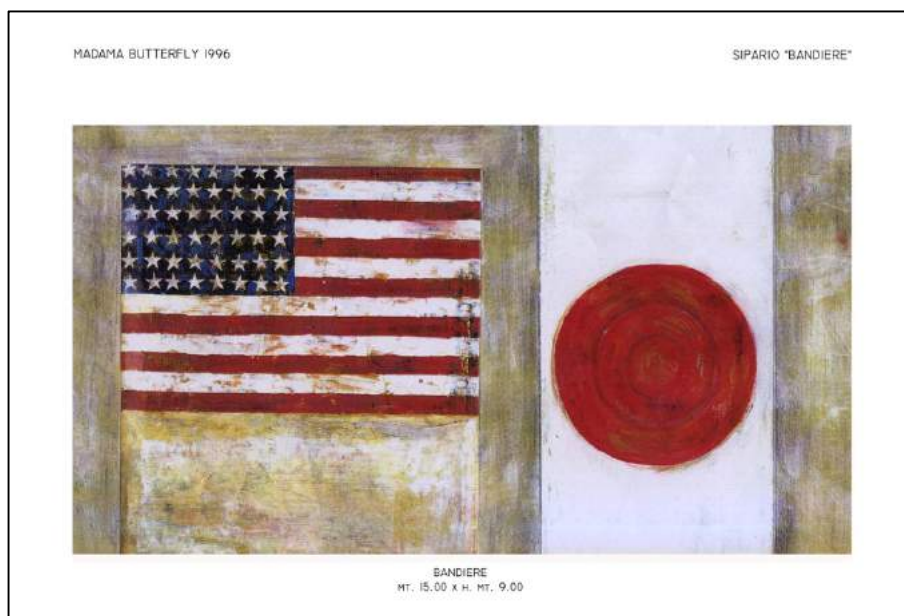 MADAMA BUTTERFLY 1996
SIPARIO "BANDIERE"
BANDIERE
MT. 15.00 X H. MT. 9.00